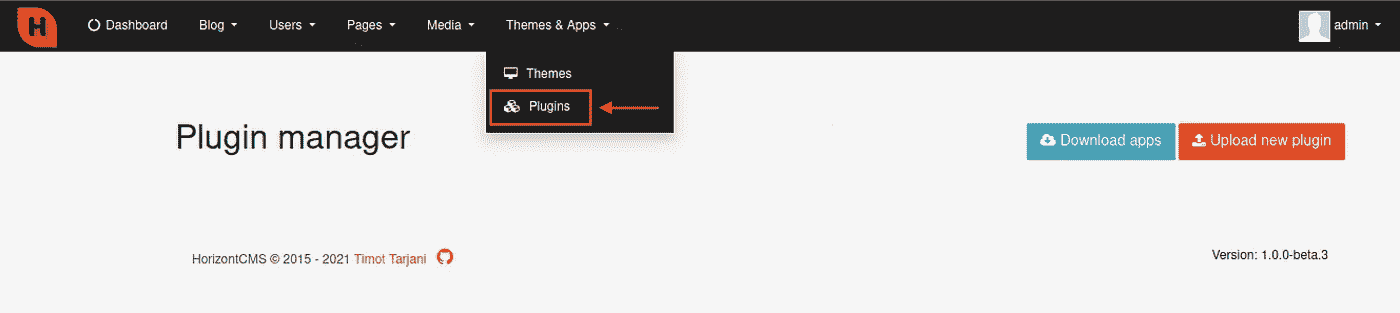 H Dashboard Blog Users Pages Media Themes & Apps admin
Themes
Plugins
Plugin manager Download apps Upload new plugin
HorizontCMS © 2015 - 2021 Timot Tarjani Version: 1.0.0-beta.3